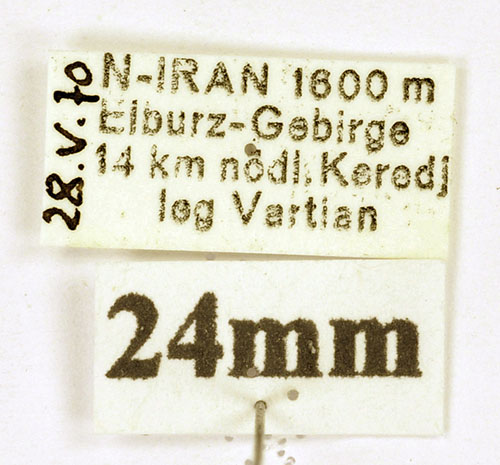 28.V.70
N-IRAN 1600 m
Elburz-Gebirge
14 km nödl. Keredj
leg Vartian
24mm